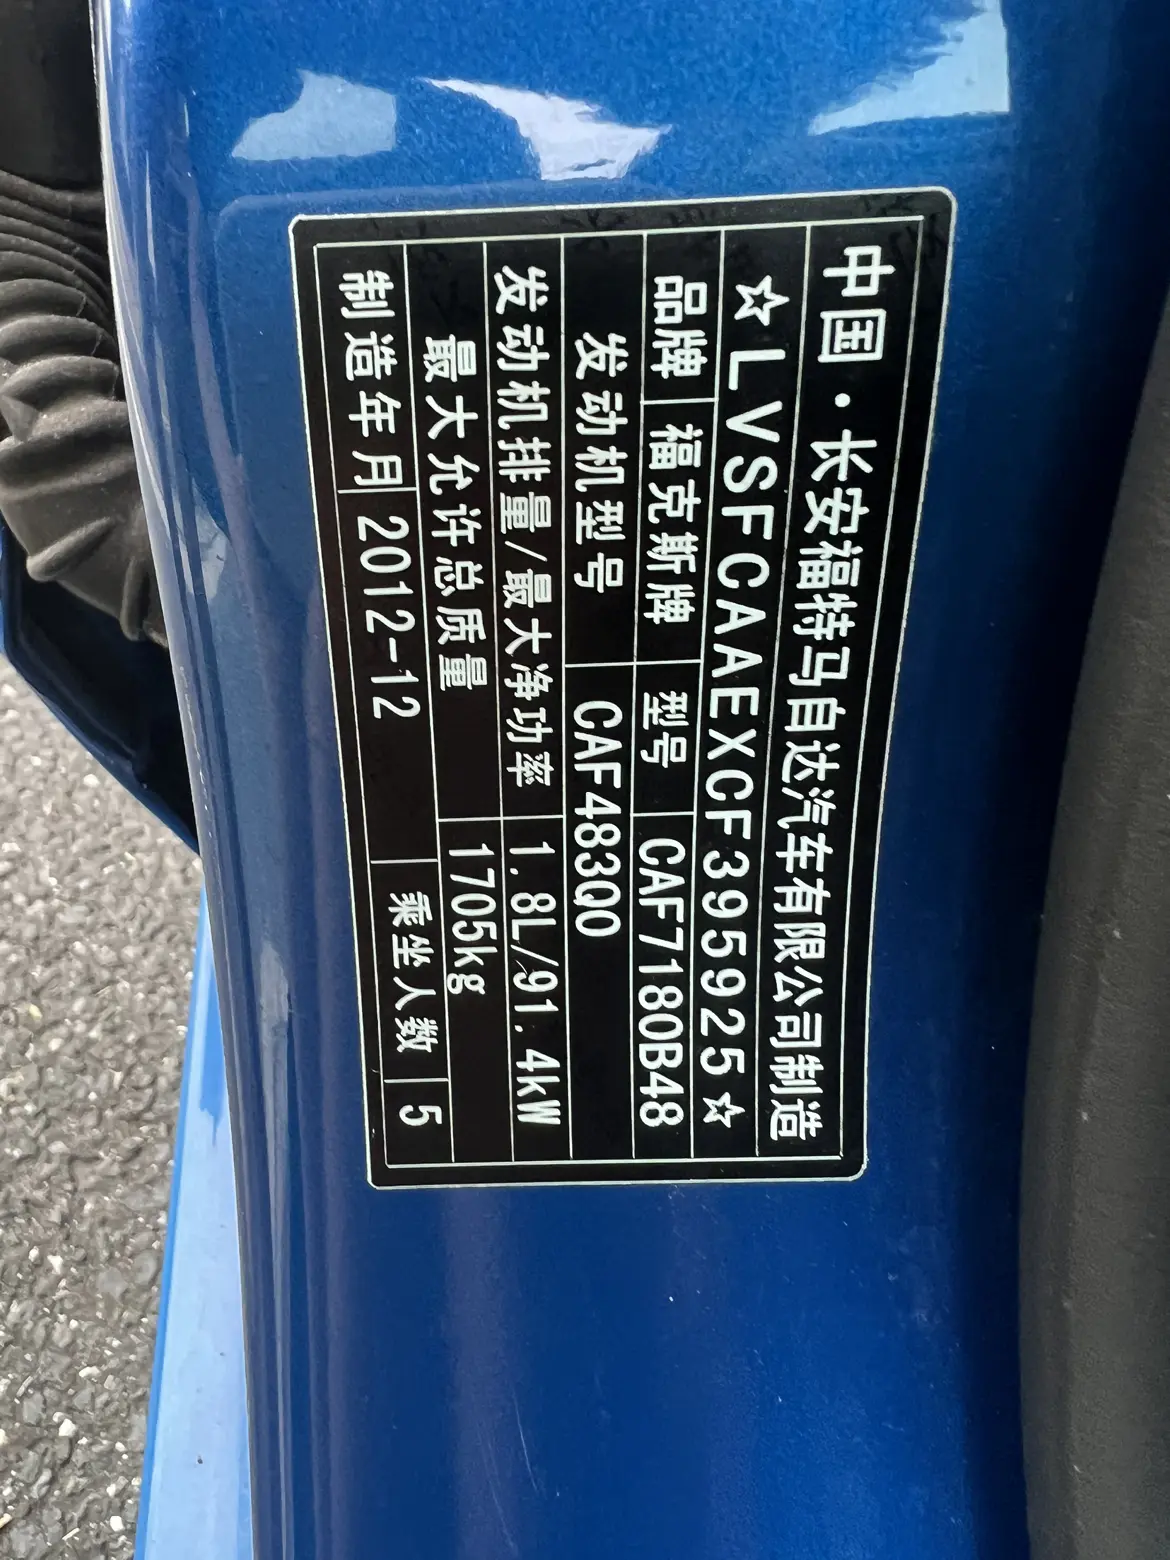 中国·长安福特马自达汽车有限公司制造
☆LVSFCAAEXCF395925☆
品牌 福克斯牌 型号 CAF7180B48
发动机型号 CAF483Q0
发动机排量/最大净功率 1.8L/91.4kW
最大允许总质量 1705kg
制造年月 2012-12 乘坐人数 5